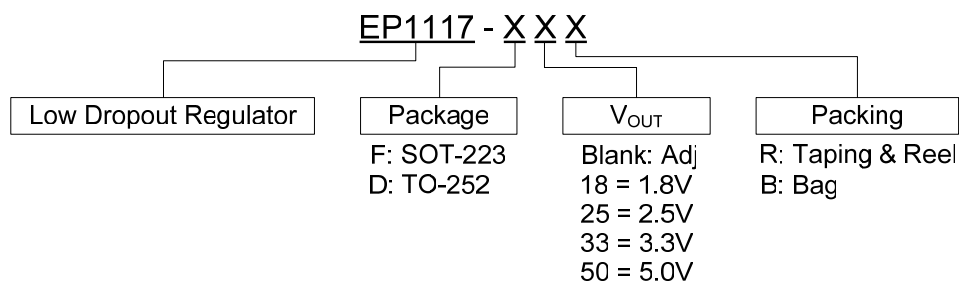 EP1117 - X X X
Low Dropout Regulator
Package
F: SOT-223
D: TO-252
VOUT
Blank: Adj
18 = 1.8V
25 = 2.5V
33 = 3.3V
50 = 5.0V
Packing
R: Taping & Reel
B: Bag